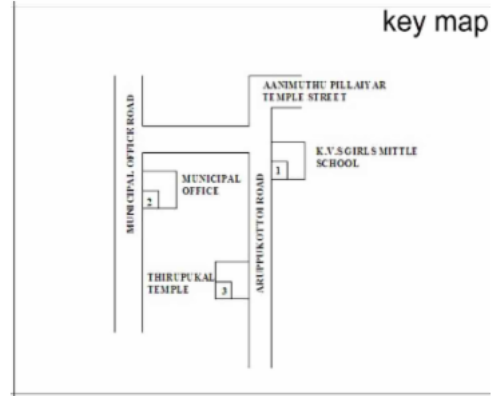 key map
AANIMUTHU PILLAIYAR
TEMPLE STREET
MUNICIPAL OFFICE ROAD
K.V.S GIRLS MITTLE
SCHOOL
1
MUNICIPAL
OFFICE
2
ARUPPUKOTTOI ROAD
THIRUPUKAL
TEMPLE
3